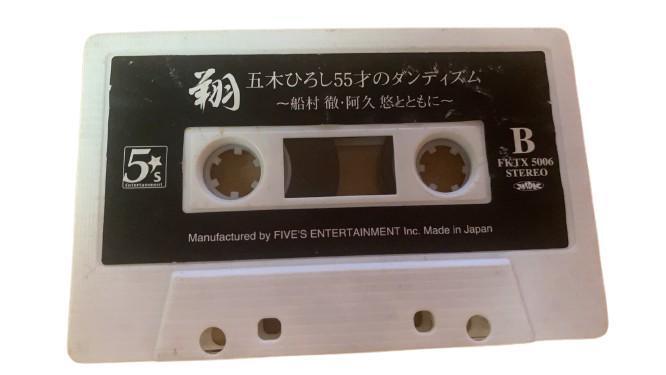 翔 五木ひろし55才のダンディズム
〜船村 徹・阿久 悠とともに〜
5's
Entertainment
B
FKTX 5006
STEREO
Manufactured by FIVE'S ENTERTAINMENT Inc. Made in Japan